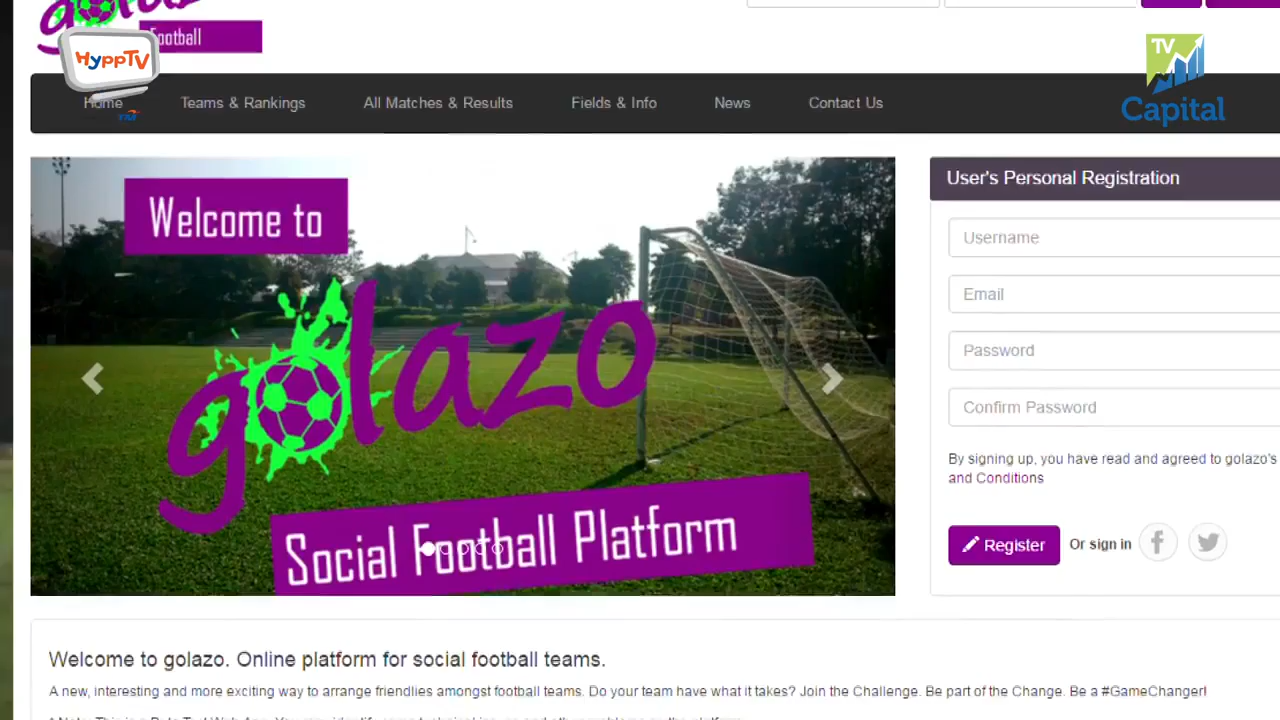 golazo
Football
HyppTV
TM
TV
Capital
Home
Teams & Rankings
All Matches & Results
Fields & Info
News
Contact Us
Welcome to
golazo
Social Football Platform
User's Personal Registration
Username
Email
Password
Confirm Password
By signing up, you have read and agreed to golazo's
and Conditions
Register
Or sign in
Welcome to golazo. Online platform for social football teams.
A new, interesting and more exciting way to arrange friendlies amongst football teams. Do your team have what it takes? Join the Challenge. Be part of the Change. Be a #GameChanger!